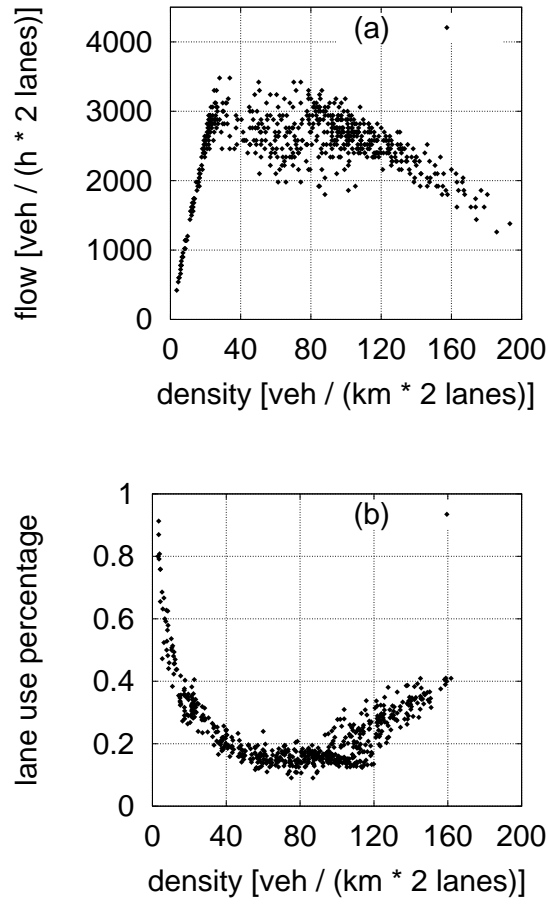 (a)
flow [veh / (h * 2 lanes)]
4000
3000
2000
1000
0
0 40 80 120 160 200
density [veh / (km * 2 lanes)]
(b)
lane use percentage
1
0.8
0.6
0.4
0.2
0
0 40 80 120 160 200
density [veh / (km * 2 lanes)]